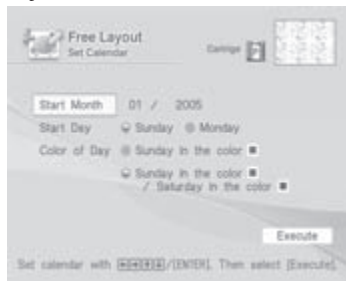 Free Layout
Set Calendar
Start Month 01 / 2005
Start Day Sunday Monday
Color of Day Sunday in the color
Sunday in the color
/ Saturday in the color
Execute
Set calendar with /[ENTER]. Then select [Execute].